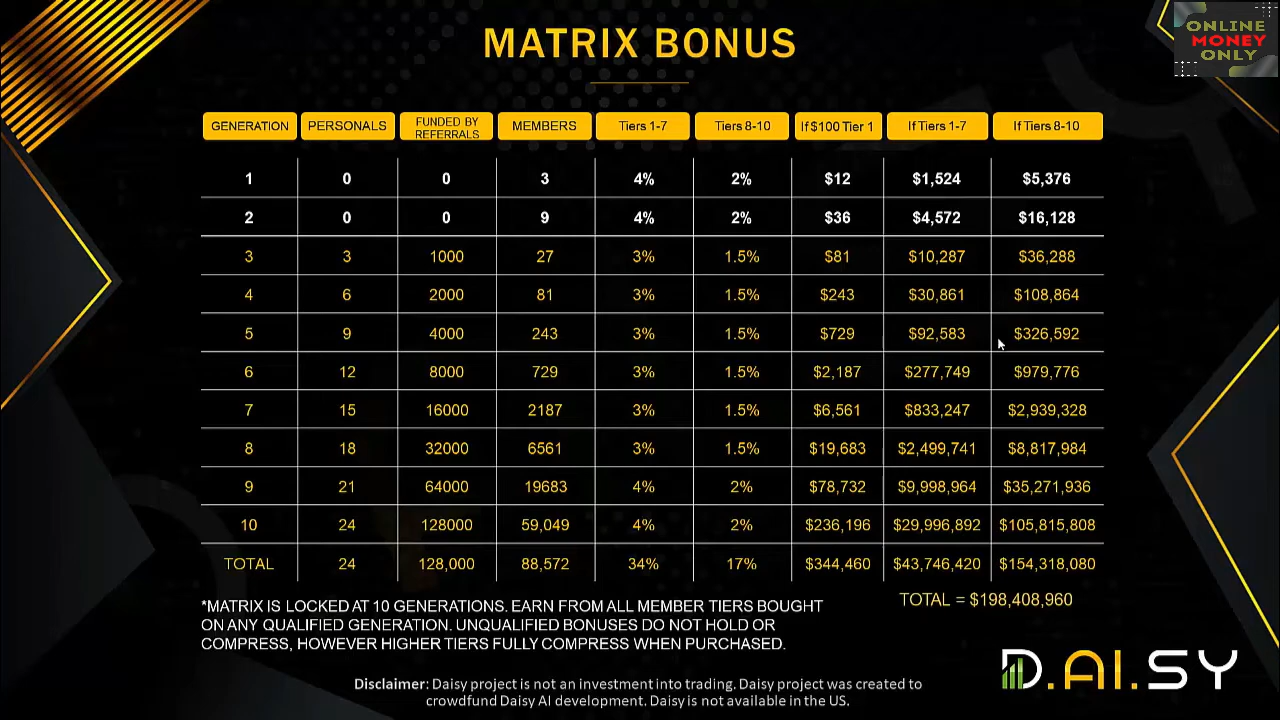 ONLINE
MONEY
ONLY
MATRIX BONUS
GENERATION PERSONALS FUNDED BY REFERRALS MEMBERS Tiers 1-7 Tiers 8-10 If $100 Tier 1 If Tiers 1-7 If Tiers 8-10
1 0 0 3 4% 2% $12 $1,524 $5,376
2 0 0 9 4% 2% $36 $4,572 $16,128
3 3 1000 27 3% 1.5% $81 $10,287 $36,288
4 6 2000 81 3% 1.5% $243 $30,861 $108,864
5 9 4000 243 3% 1.5% $729 $92,583 $326,592
6 12 8000 729 3% 1.5% $2,187 $277,749 $979,776
7 15 16000 2187 3% 1.5% $6,561 $833,247 $2,939,328
8 18 32000 6561 3% 1.5% $19,683 $2,499,741 $8,817,984
9 21 64000 19683 4% 2% $78,732 $9,998,964 $35,271,936
10 24 128000 59,049 4% 2% $236,196 $29,996,892 $105,815,808
TOTAL 24 128,000 88,572 34% 17% $344,460 $43,746,420 $154,318,080
TOTAL = $198,408,960
*MATRIX IS LOCKED AT 10 GENERATIONS. EARN FROM ALL MEMBER TIERS BOUGHT
ON ANY QUALIFIED GENERATION. UNQUALIFIED BONUSES DO NOT HOLD OR
COMPRESS, HOWEVER HIGHER TIERS FULLY COMPRESS WHEN PURCHASED.
D.AI.SY
Disclaimer: Daisy project is not an investment into trading. Daisy project was created to
crowdfund Daisy AI development. Daisy is not available in the US.